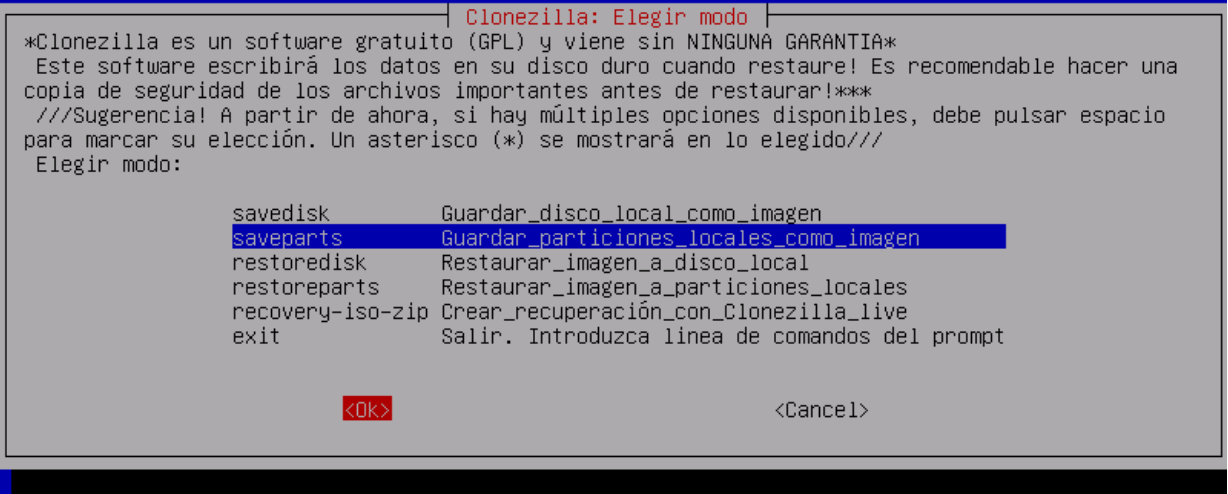 Clonezilla: Elegir modo
*Clonezilla es un software gratuito (GPL) y viene sin NINGUNA GARANTIA*
Este software escribirá los datos en su disco duro cuando restaure! Es recomendable hacer una
copia de seguridad de los archivos importantes antes de restaurar!***
///Sugerencia! A partir de ahora, si hay múltiples opciones disponibles, debe pulsar espacio
para marcar su elección. Un asterisco (*) se mostrará en lo elegido///
Elegir modo:
savedisk Guardar_disco_local_como_imagen
saveparts Guardar_particiones_locales_como_imagen
restoredisk Restaurar_imagen_a_disco_local
restoreparts Restaurar_imagen_a_particiones_locales
recovery-iso-zip Crear_recuperación_con_Clonezilla_live
exit Salir. Introduzca linea de comandos del prompt
<Ok> <Cancel>